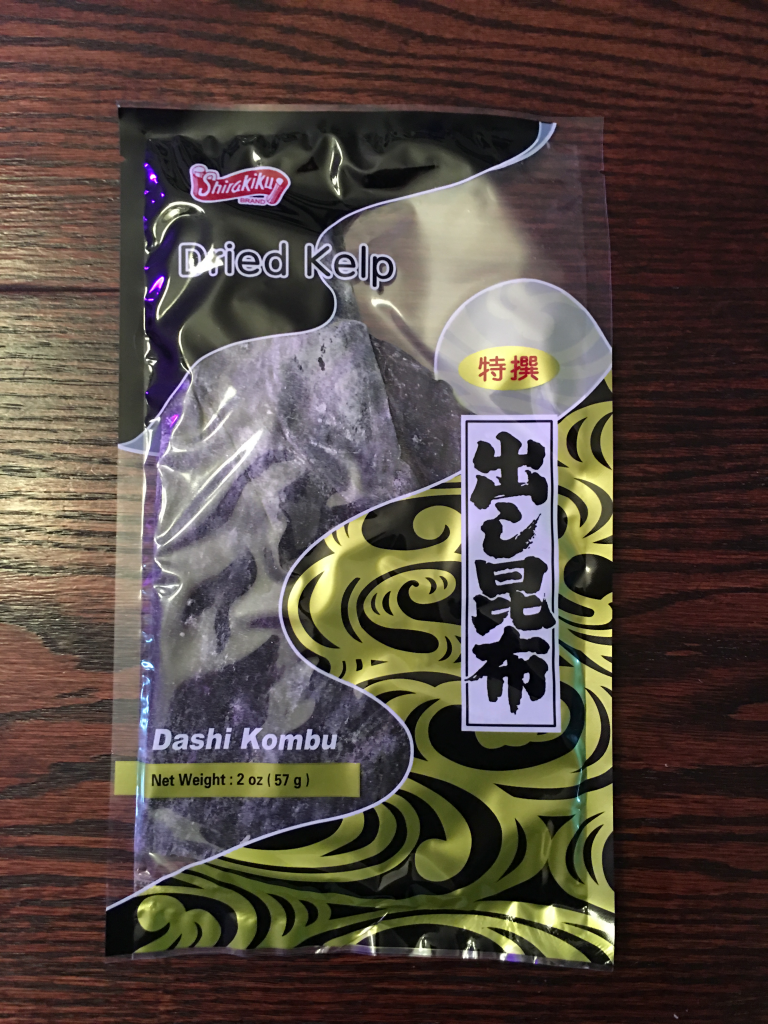 Shirakiku
BRAND
Dried Kelp
特撰
出し昆布
Dashi Kombu
Net Weight : 2 oz ( 57 g )